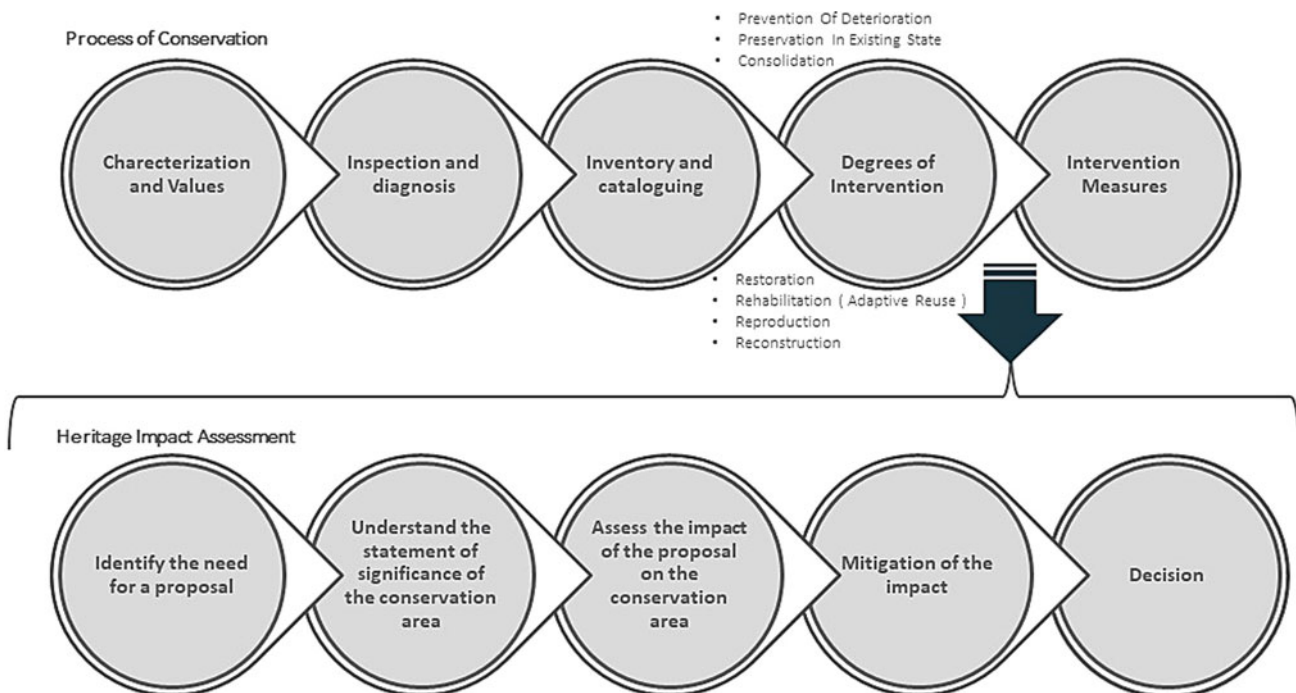 • Prevention Of Deterioration
• Preservation In Existing State
• Consolidation
Process of Conservation
Charecterization
and Values
Inspection and
diagnosis
Inventory and
cataloguing
Degrees of
Intervention
Intervention
Measures
• Restoration
• Rehabilitation ( Adaptive Reuse )
• Reproduction
• Reconstruction
Heritage Impact Assessment
Identify the need
for a proposal
Understand the
statement of
significance of
the conservation
area
Assess the impact
of the proposal
on the
conservation
area
Mitigation of the
impact
Decision